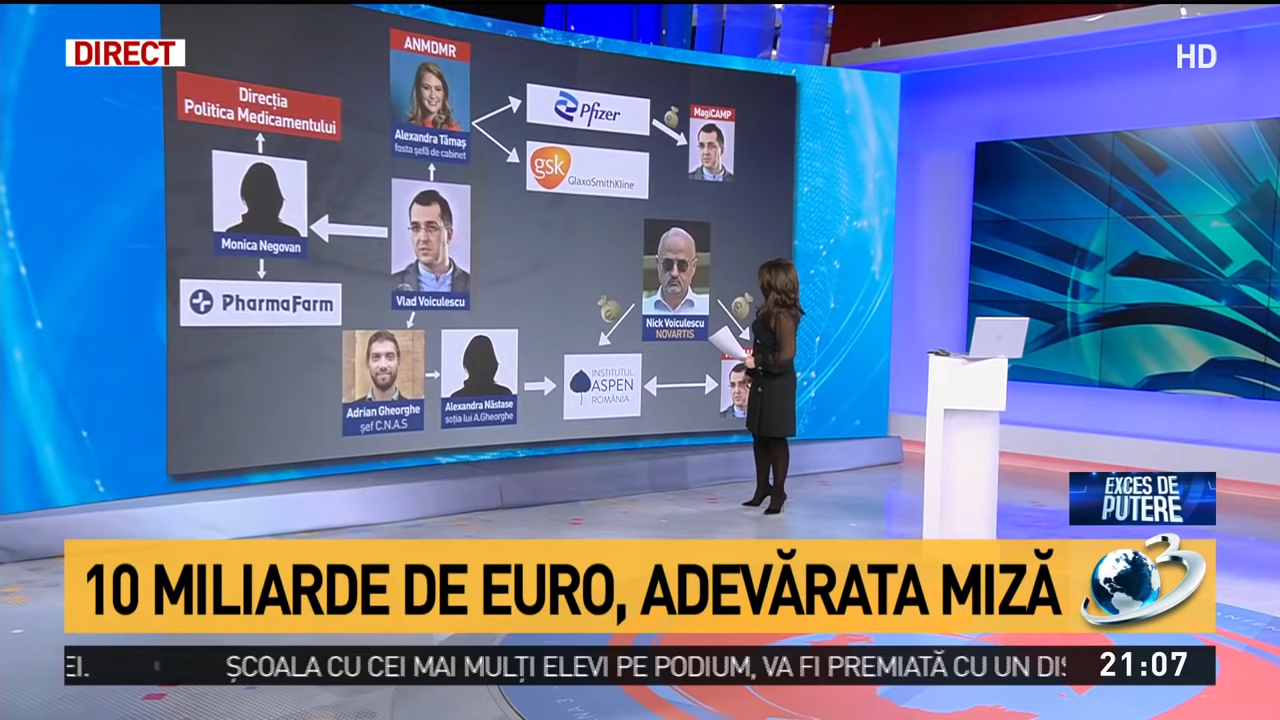 DIRECT
HD
ANMDMR
Direcția
Politica Medicamentului
Alexandra Tămaș
fosta șefă de cabinet
Pfizer
MagiCAMP
gsk
GlaxoSmithKline
Monica Negovan
Vlad Voiculescu
PharmaFarm
Nick Voiculescu
NOVARTIS
Adrian Gheorghe
șef C.N.A.S
Alexandra Năstase
soția lui A.Gheorghe
INSTITUTUL
ASPEN
ROMÂNIA
EXCES DE
PUTERE
10 MILIARDE DE EURO, ADEVĂRATA MIZĂ
3
EI.
ȘCOALA CU CEI MAI MULȚI ELEVI PE PODIUM, VA FI PREMIATĂ CU UN
21:07